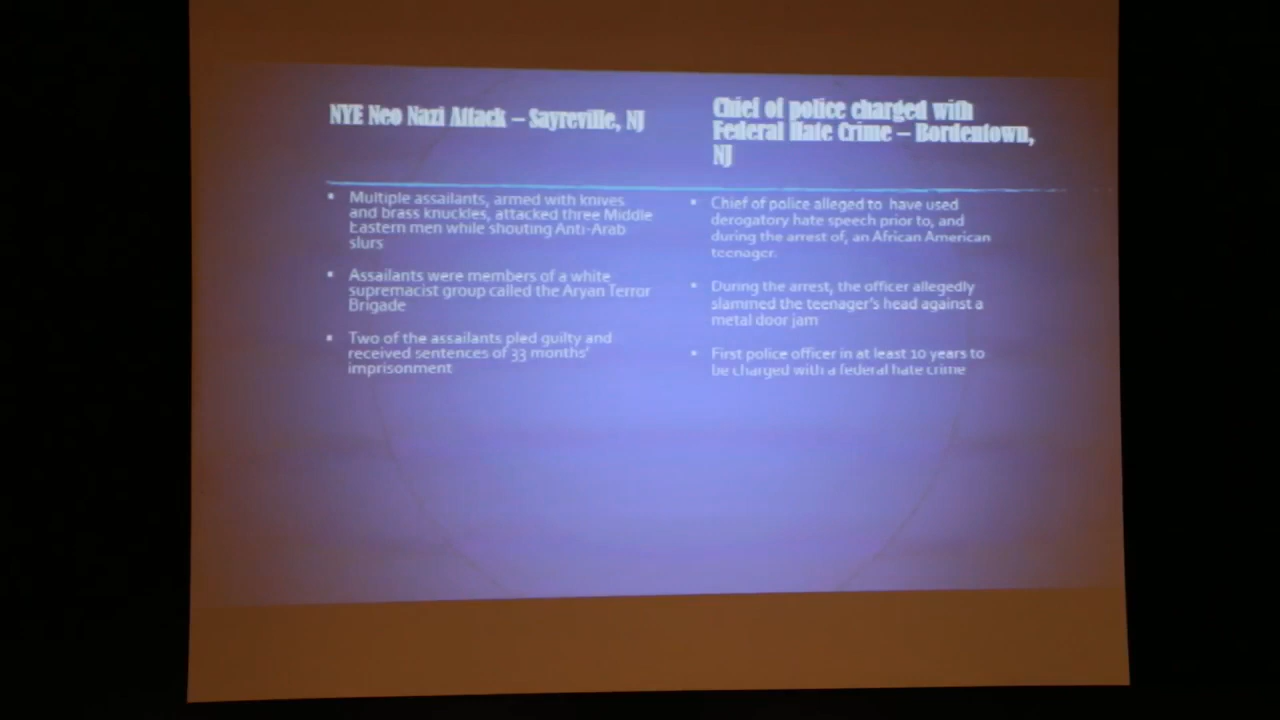 NYE Neo Nazi Attack – Sayreville, NJ
▪ Multiple assailants, armed with knives
and brass knuckles, attacked three Middle
Eastern men while shouting Anti-Arab
slurs
▪ Assailants were members of a white
supremacist group called the Aryan Terror
Brigade
▪ Two of the assailants pled guilty and
received sentences of 33 months'
imprisonment
Chief of police charged with
Federal Hate Crime – Bordentown,
NJ
▪ Chief of police alleged to have used
derogatory hate speech prior to, and
during the arrest of, an African American
teenager.
▪ During the arrest, the officer allegedly
slammed the teenager's head against a
metal door jam
▪ First police officer in at least 10 years to
be charged with a federal hate crime